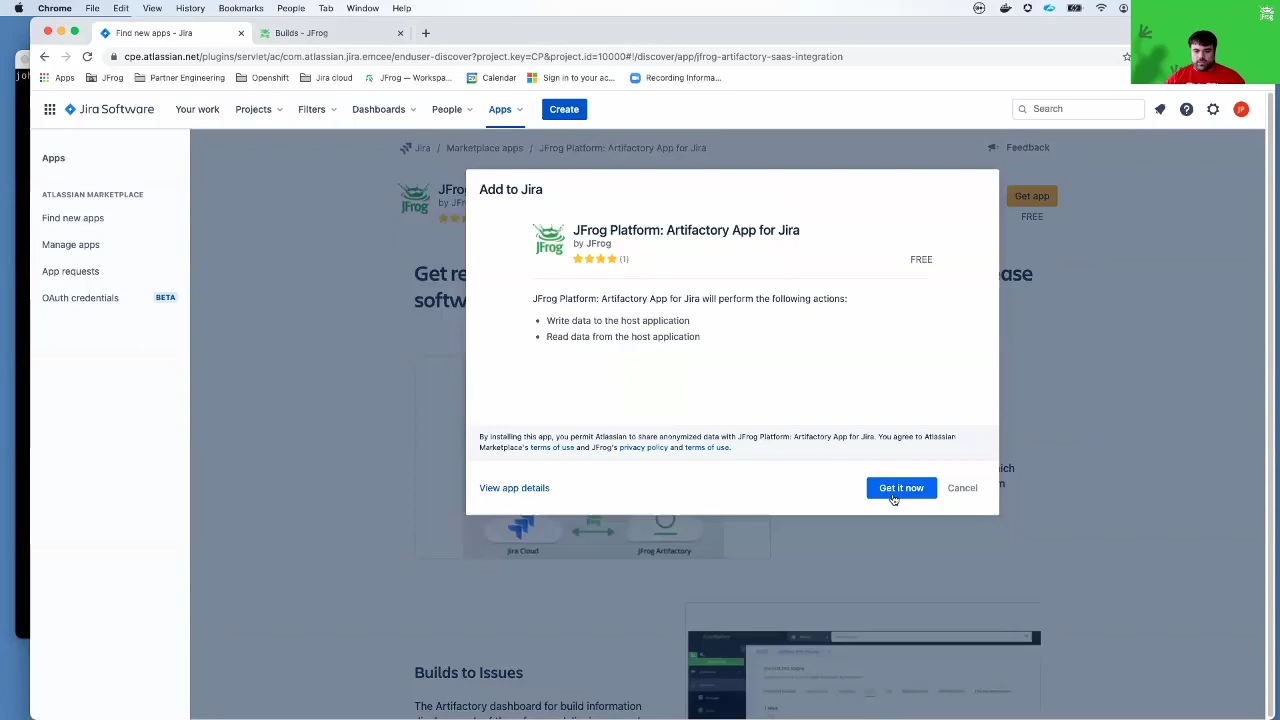 Chrome File Edit View History Bookmarks People Tab Window Help
Find new apps - Jira
Builds - JFrog
cpe.atlassian.net/plugins/servlet/ac/com.atlassian.jira.emcee/enduser-discover?project.key=CP&project.id=10000#!/discover/app/jfrog-artifactory-saas-integration
Apps JFrog Partner Engineering Openshift Jira cloud JFrog — Workspa... Calendar Sign in to your ac... Recording Informa...
Jira Software Your work Projects Filters Dashboards People Apps Create Search JP
Apps
ATLASSIAN MARKETPLACE
Find new apps
Manage apps
App requests
OAuth credentials BETA
Jira / Marketplace apps / JFrog Platform: Artifactory App for Jira Feedback
Get app
FREE
Add to Jira
JFrog
JFrog Platform: Artifactory App for Jira
by JFrog
(1)
FREE
JFrog Platform: Artifactory App for Jira will perform the following actions:
• Write data to the host application
• Read data from the host application
By installing this app, you permit Atlassian to share anonymized data with JFrog Platform: Artifactory App for Jira. You agree to Atlassian
Marketplace's terms of use and JFrog's privacy policy and terms of use.
View app details Get it now Cancel
Jira Cloud JFrog Artifactory
Builds to Issues
The Artifactory dashboard for build information